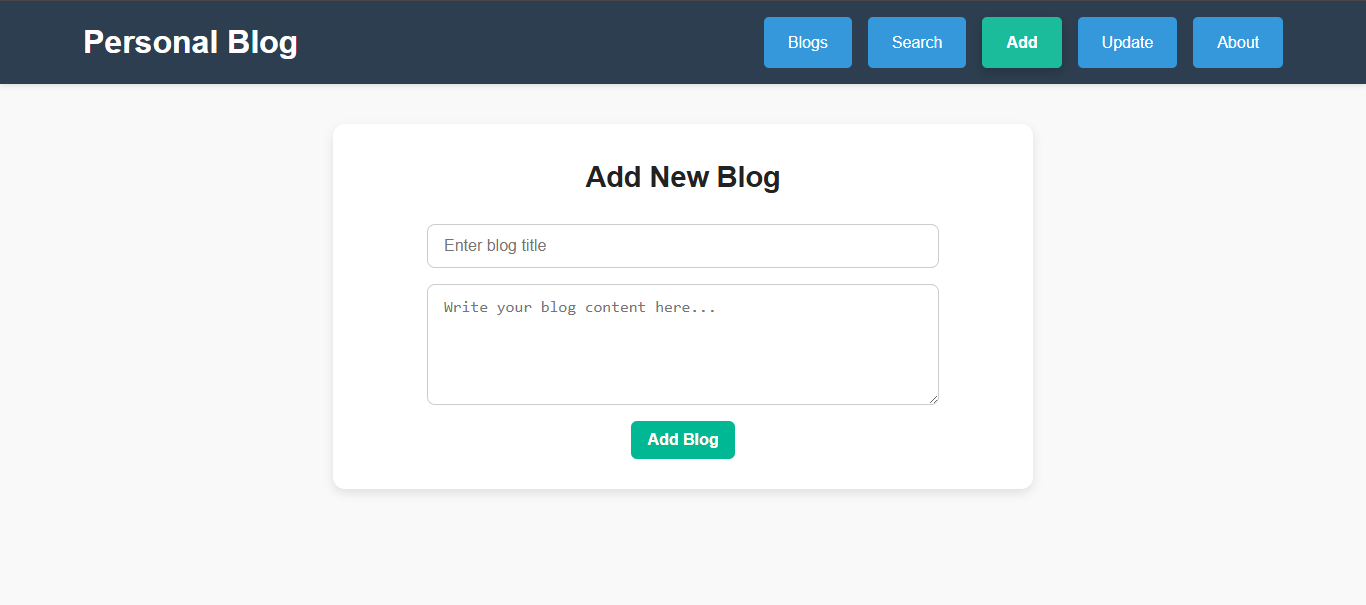 Personal Blog
Blogs
Search
Add
Update
About
Add New Blog
Enter blog title
Write your blog content here...
Add Blog